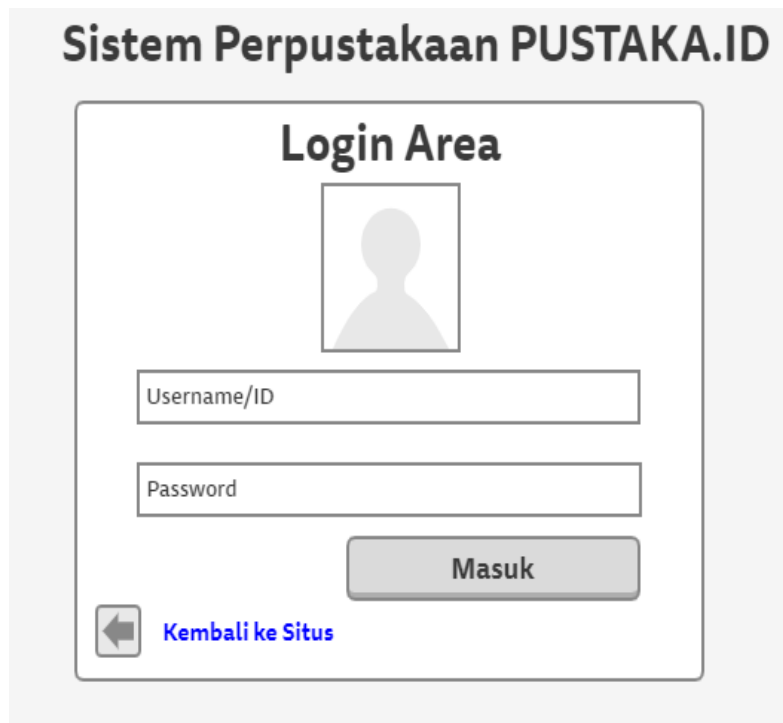 Sistem Perpustakaan PUSTAKA.ID
Login Area
Username/ID
Password
Masuk
Kembali ke Situs